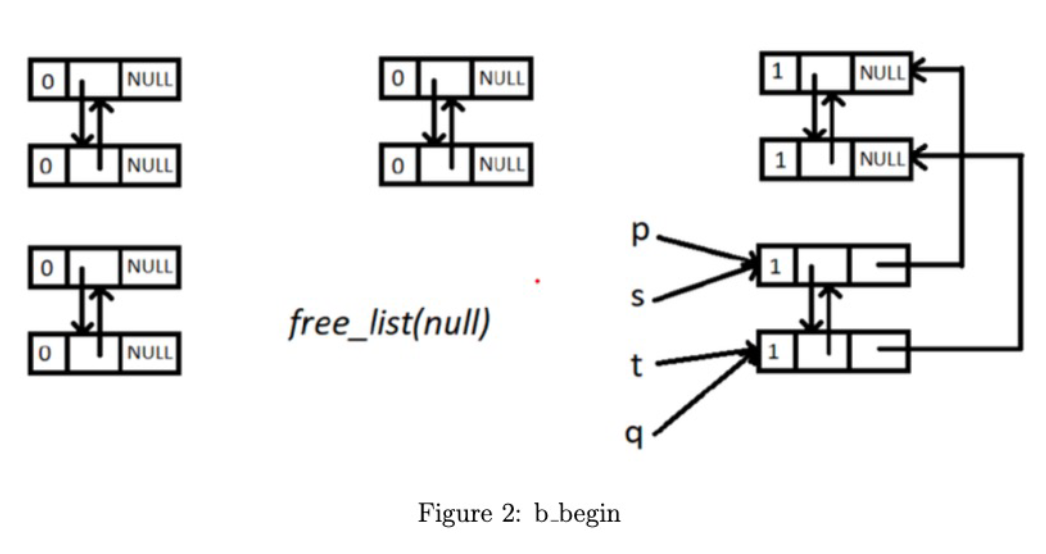 0 NULL 0 NULL 1 NULL
0 NULL 0 NULL 1 NULL
p
0 NULL 1
s
free_list(null)
0 NULL t 1
q
Figure 2: b_begin